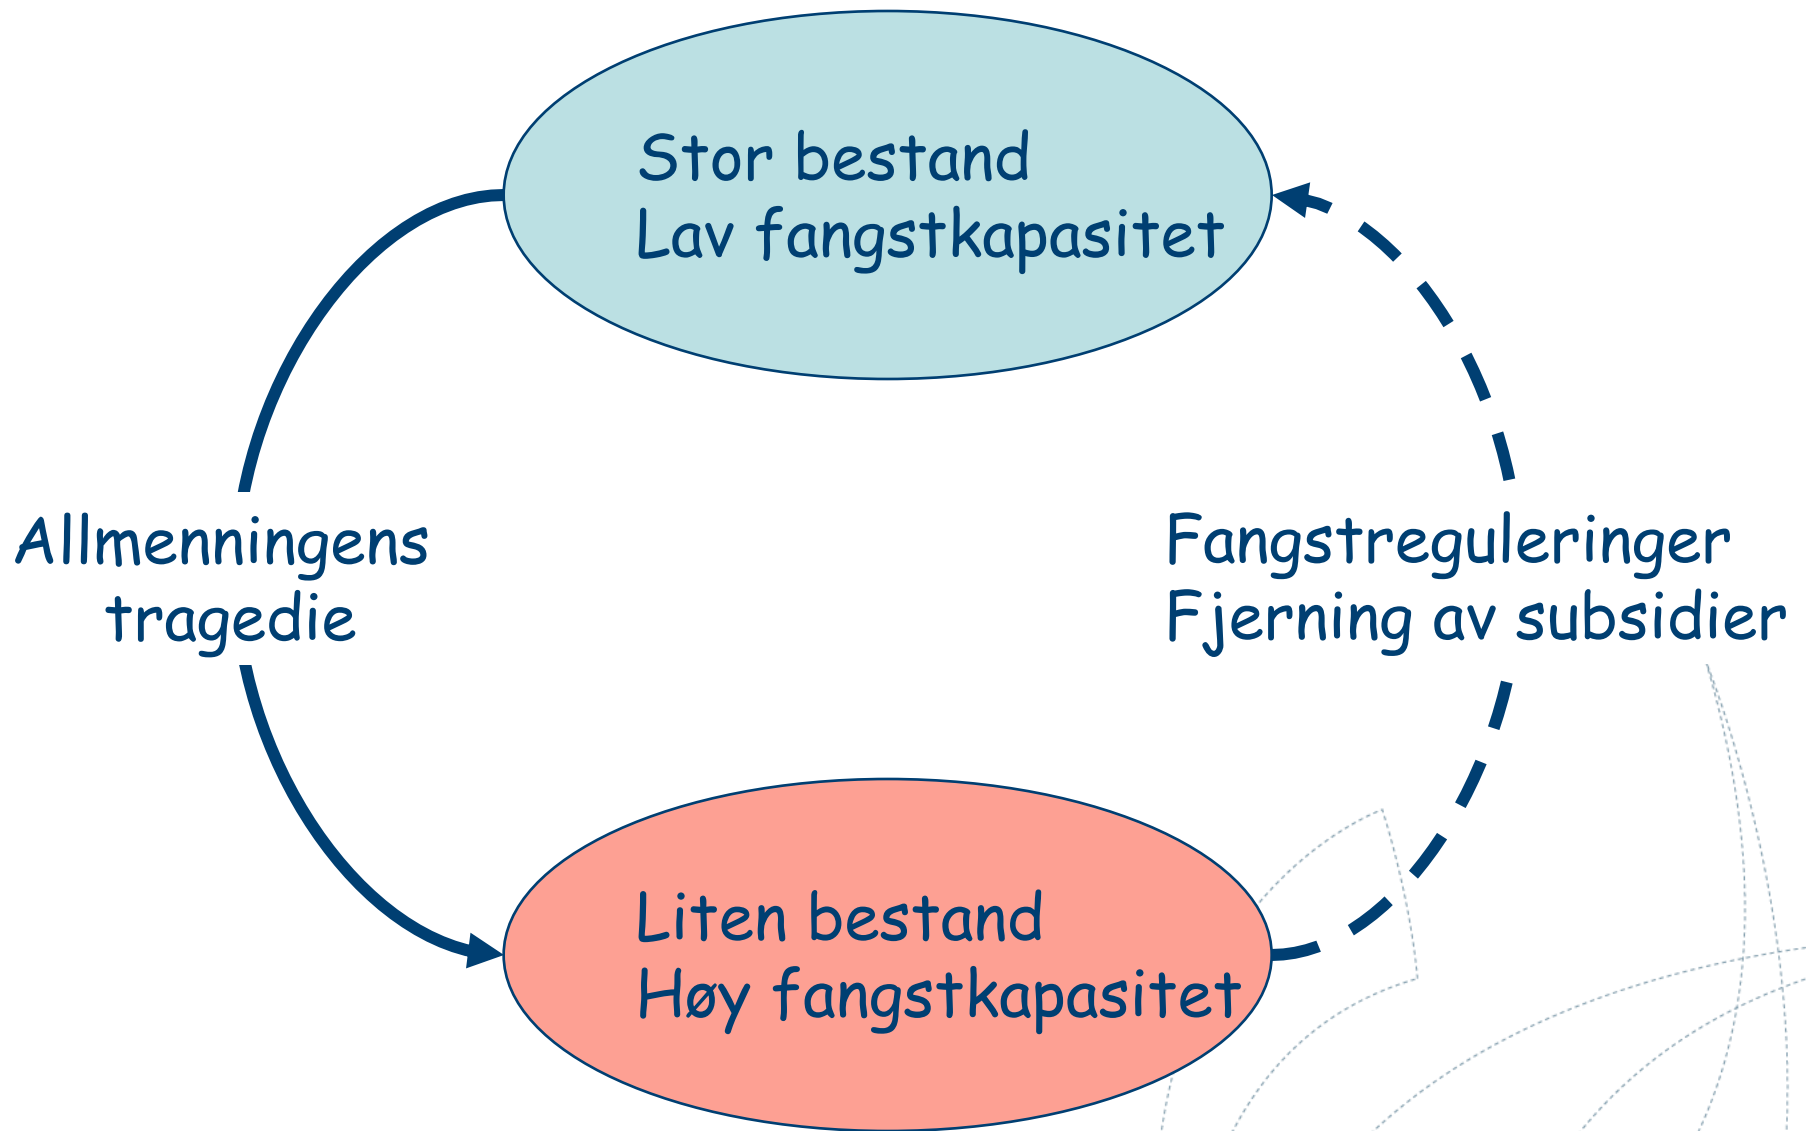 Stor bestand
Lav fangstkapasitet
Allmenningens
tragedie
Fangstreguleringer
Fjerning av subsidier
Liten bestand
Høy fangstkapasitet